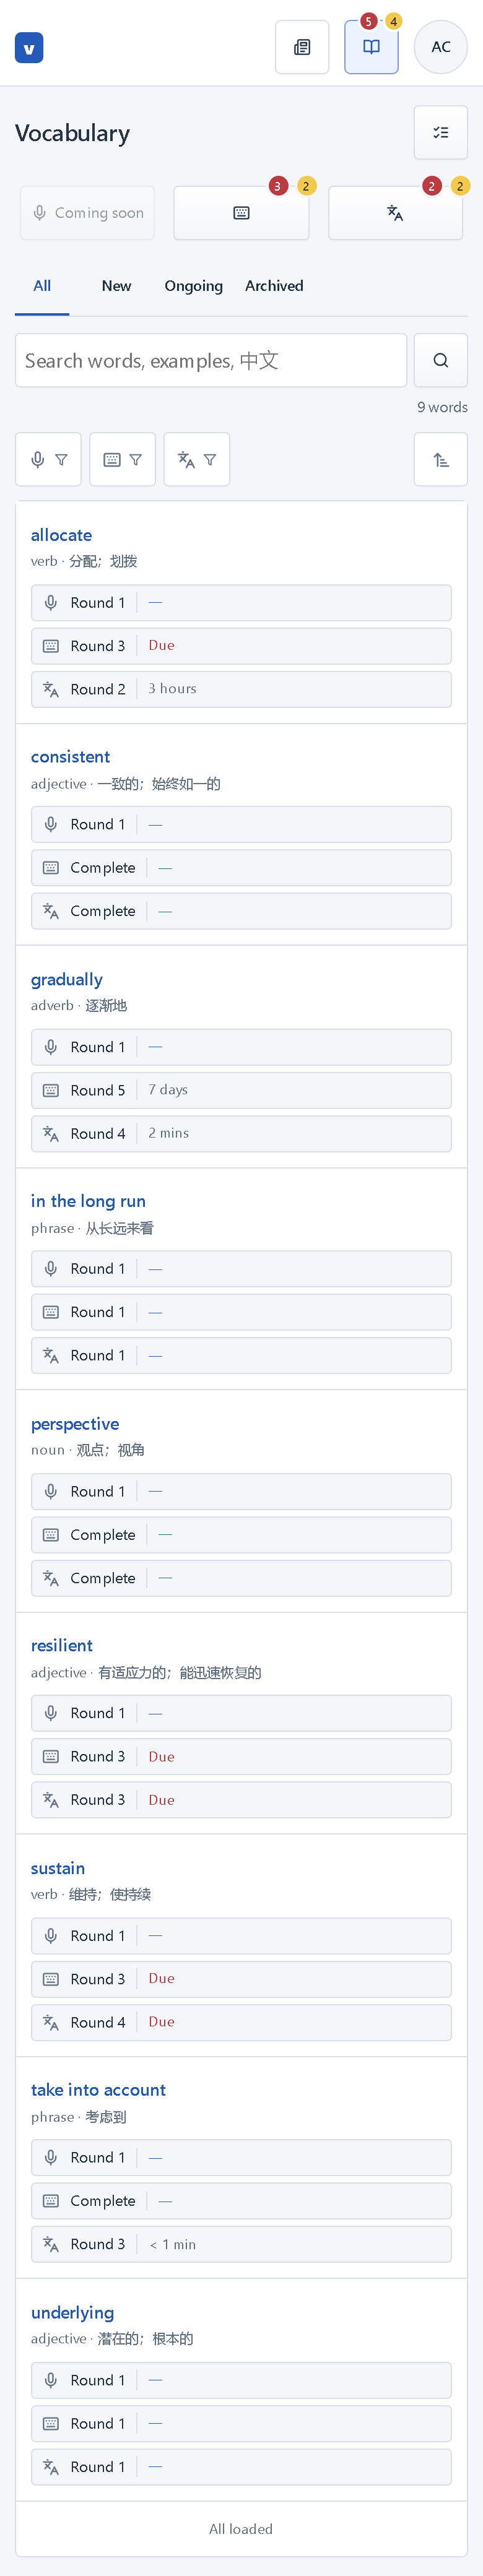 v
5
4
AC
Vocabulary
Coming soon
3
2
2
2
All New Ongoing Archived
Search words, examples, 中文
9 words
allocate
verb · 分配；划拨
Round 1 —
Round 3 Due
Round 2 3 hours
consistent
adjective · 一致的；始终如一的
Round 1 —
Complete —
Complete —
gradually
adverb · 逐渐地
Round 1 —
Round 5 7 days
Round 4 2 mins
in the long run
phrase · 从长远来看
Round 1 —
Round 1 —
Round 1 —
perspective
noun · 观点；视角
Round 1 —
Complete —
Complete —
resilient
adjective · 有适应力的；能迅速恢复的
Round 1 —
Round 3 Due
Round 3 Due
sustain
verb · 维持；使持续
Round 1 —
Round 3 Due
Round 4 Due
take into account
phrase · 考虑到
Round 1 —
Complete —
Round 3 < 1 min
underlying
adjective · 潜在的；根本的
Round 1 —
Round 1 —
Round 1 —
All loaded